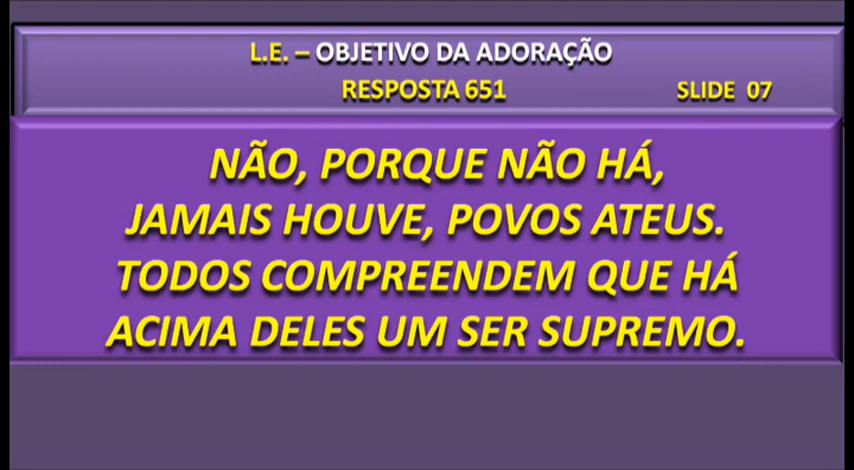 L.E. – OBJETIVO DA ADORAÇÃO
RESPOSTA 651 SLIDE 07
NÃO, PORQUE NÃO HÁ,
JAMAIS HOUVE, POVOS ATEUS.
TODOS COMPREENDEM QUE HÁ
ACIMA DELES UM SER SUPREMO.